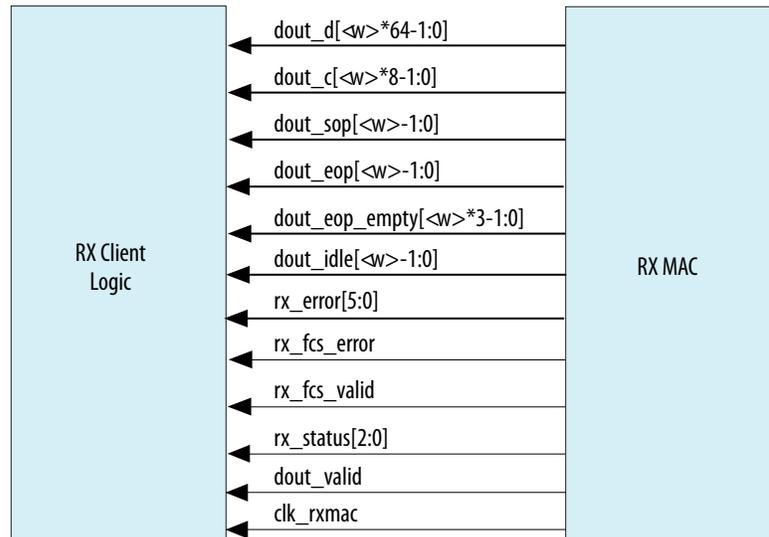 dout_d[<w>*64-1:0]
dout_c[<w>*8-1:0]
dout_sop[<w>-1:0]
dout_eop[<w>-1:0]
dout_eop_empty[<w>*3-1:0]
dout_idle[<w>-1:0]
rx_error[5:0]
rx_fcs_error
rx_fcs_valid
rx_status[2:0]
dout_valid
clk_rxmac
RX Client
Logic
RX MAC